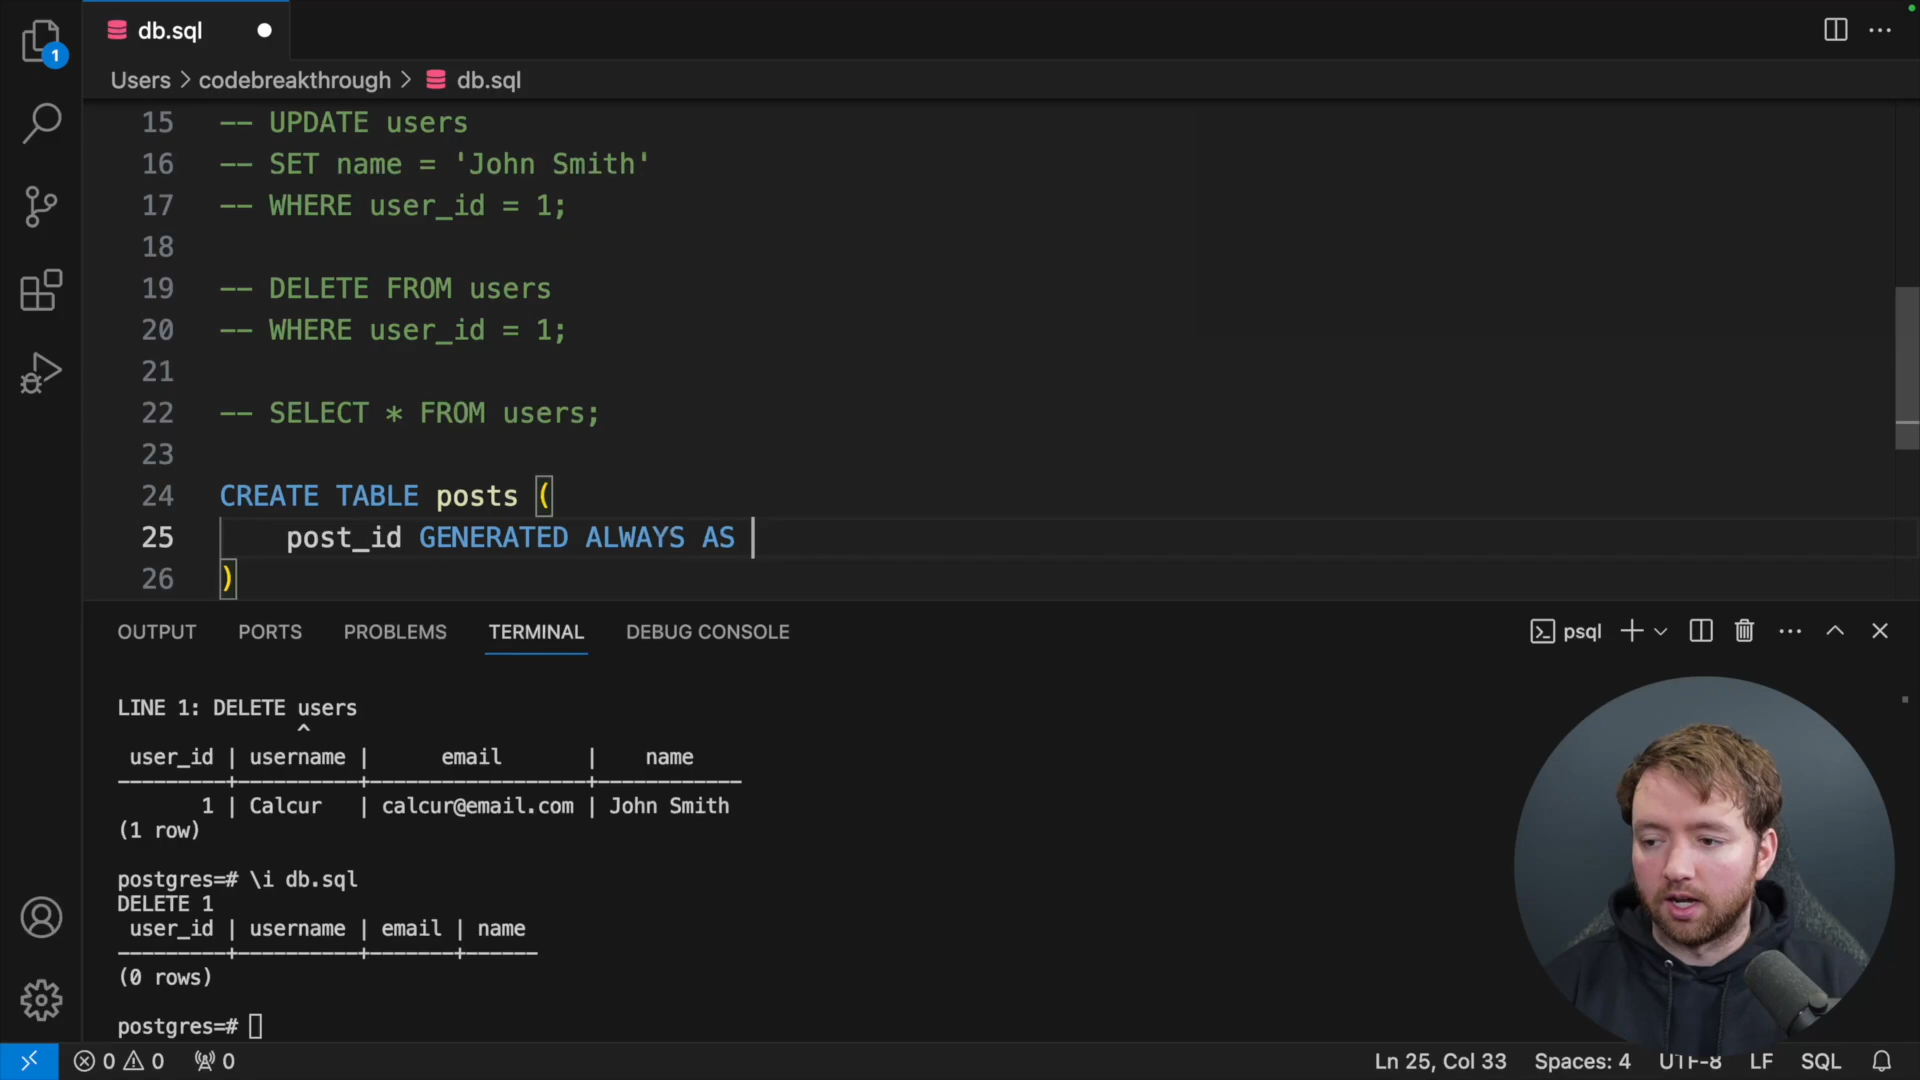 db.sql
1
Users > codebreakthrough > db.sql
15 -- UPDATE users
16 -- SET name = 'John Smith'
17 -- WHERE user_id = 1;
18
19 -- DELETE FROM users
20 -- WHERE user_id = 1;
21
22 -- SELECT * FROM users;
23
24 CREATE TABLE posts (
25 post_id GENERATED ALWAYS AS
26 )
OUTPUT PORTS PROBLEMS TERMINAL DEBUG CONSOLE psql
LINE 1: DELETE users
^
user_id | username | email | name
---------+----------+------------------+------------
1 | Calcur | calcur@email.com | John Smith
(1 row)
postgres=# \i db.sql
DELETE 1
user_id | username | email | name
---------+----------+-------+------
(0 rows)
postgres=#
0 0 0 Ln 25, Col 33 Spaces: 4 UTF-8 LF SQL